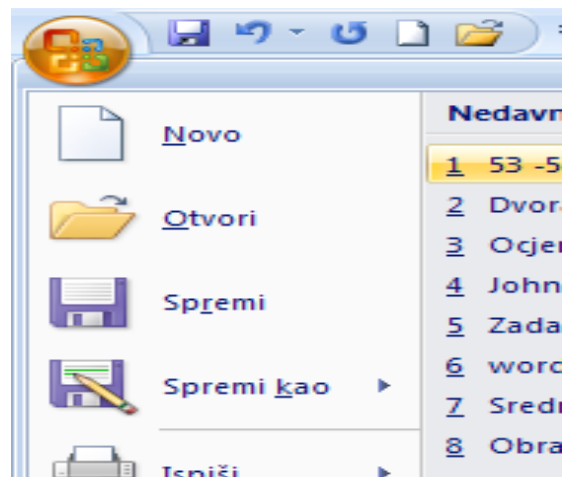 Novo
Otvori
Spremi
Spremi kao
Ispiši
Nedavn
1 53 -5
2 Dvor
3 Ocje
4 John
5 Zada
6 word
7 Sred
8 Obra